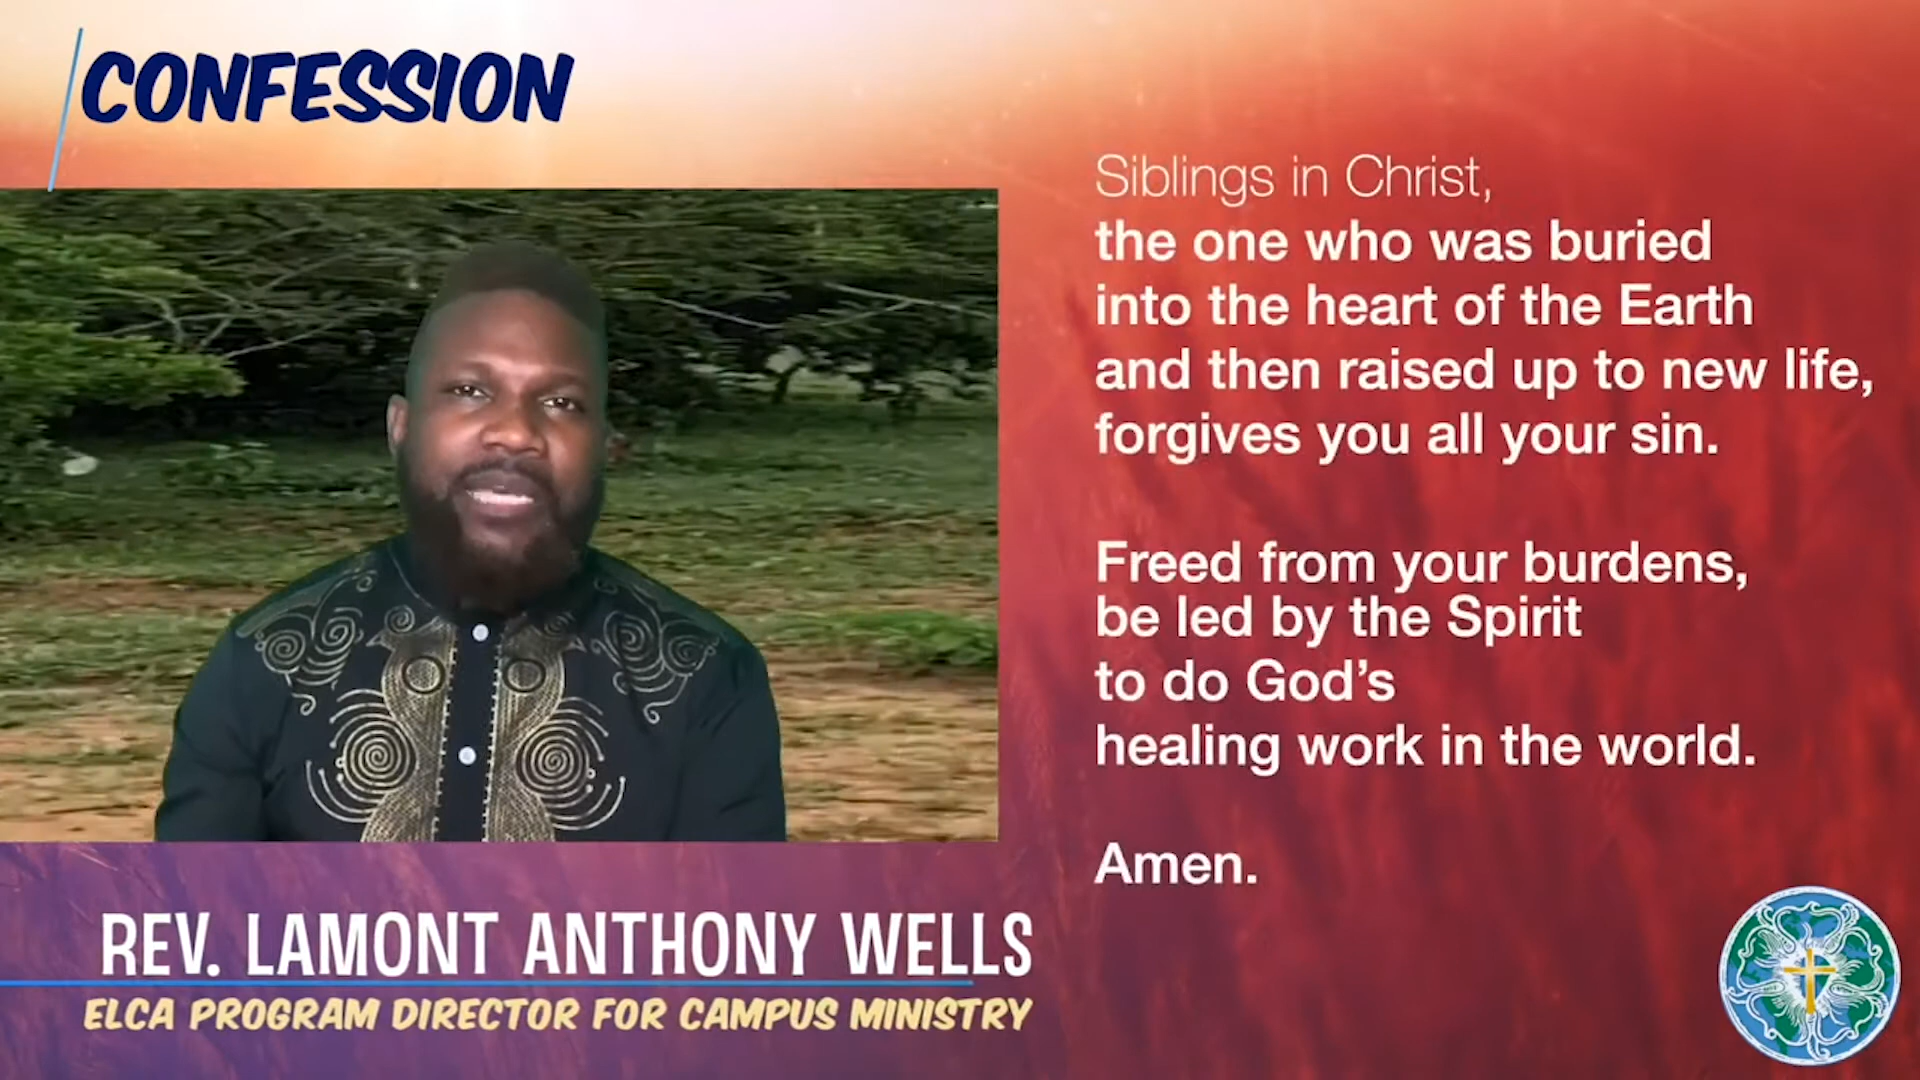 CONFESSION
Siblings in Christ,
the one who was buried
into the heart of the Earth
and then raised up to new life,
forgives you all your sin.
Freed from your burdens,
be led by the Spirit
to do God’s
healing work in the world.
Amen.
REV. LAMONT ANTHONY WELLS
ELCA PROGRAM DIRECTOR FOR CAMPUS MINISTRY